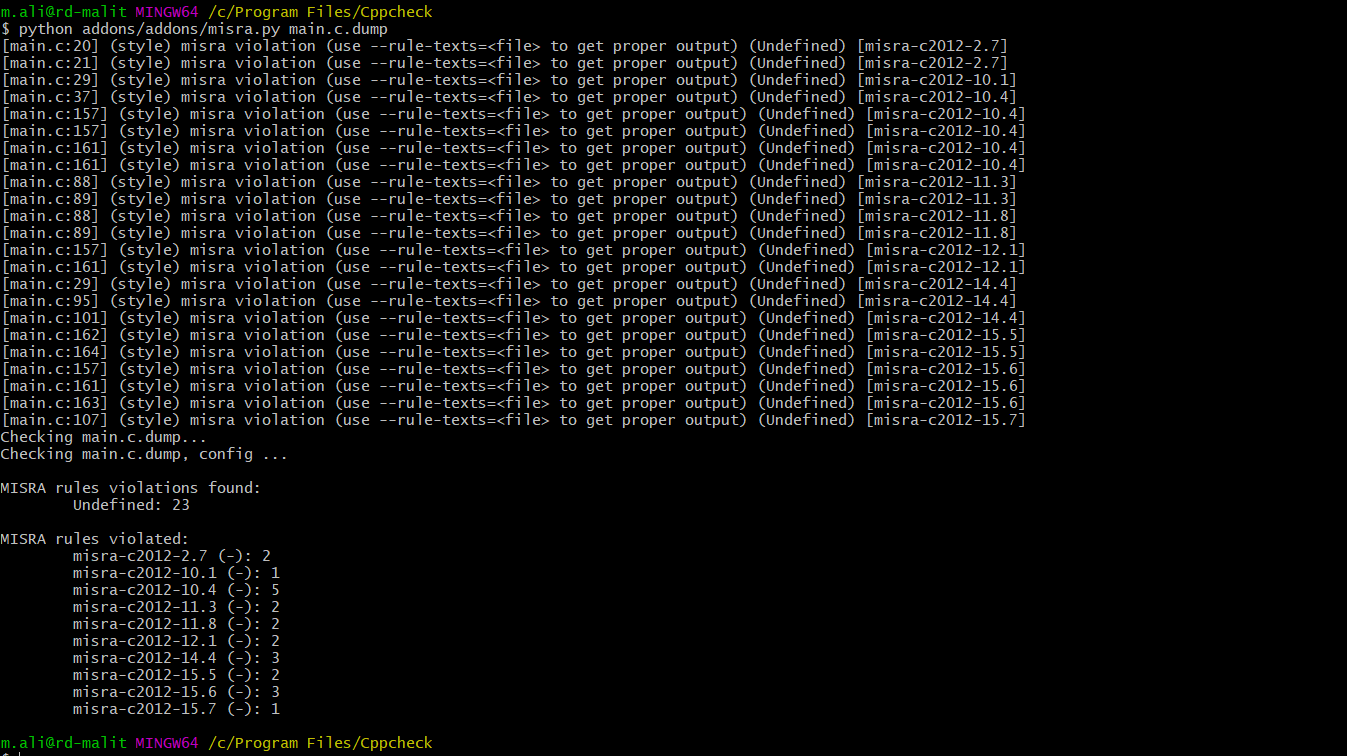 m.ali@rd-malit MINGW64 /c/Program Files/Cppcheck
$ python addons/addons/misra.py main.c.dump
[main.c:20] (style) misra violation (use --rule-texts=<file> to get proper output) (Undefined) [misra-c2012-2.7]
[main.c:21] (style) misra violation (use --rule-texts=<file> to get proper output) (Undefined) [misra-c2012-2.7]
[main.c:29] (style) misra violation (use --rule-texts=<file> to get proper output) (Undefined) [misra-c2012-10.1]
[main.c:37] (style) misra violation (use --rule-texts=<file> to get proper output) (Undefined) [misra-c2012-10.4]
[main.c:157] (style) misra violation (use --rule-texts=<file> to get proper output) (Undefined) [misra-c2012-10.4]
[main.c:157] (style) misra violation (use --rule-texts=<file> to get proper output) (Undefined) [misra-c2012-10.4]
[main.c:161] (style) misra violation (use --rule-texts=<file> to get proper output) (Undefined) [misra-c2012-10.4]
[main.c:161] (style) misra violation (use --rule-texts=<file> to get proper output) (Undefined) [misra-c2012-10.4]
[main.c:88] (style) misra violation (use --rule-texts=<file> to get proper output) (Undefined) [misra-c2012-11.3]
[main.c:89] (style) misra violation (use --rule-texts=<file> to get proper output) (Undefined) [misra-c2012-11.3]
[main.c:88] (style) misra violation (use --rule-texts=<file> to get proper output) (Undefined) [misra-c2012-11.8]
[main.c:89] (style) misra violation (use --rule-texts=<file> to get proper output) (Undefined) [misra-c2012-11.8]
[main.c:157] (style) misra violation (use --rule-texts=<file> to get proper output) (Undefined) [misra-c2012-12.1]
[main.c:161] (style) misra violation (use --rule-texts=<file> to get proper output) (Undefined) [misra-c2012-12.1]
[main.c:29] (style) misra violation (use --rule-texts=<file> to get proper output) (Undefined) [misra-c2012-14.4]
[main.c:95] (style) misra violation (use --rule-texts=<file> to get proper output) (Undefined) [misra-c2012-14.4]
[main.c:101] (style) misra violation (use --rule-texts=<file> to get proper output) (Undefined) [misra-c2012-14.4]
[main.c:162] (style) misra violation (use --rule-texts=<file> to get proper output) (Undefined) [misra-c2012-15.5]
[main.c:164] (style) misra violation (use --rule-texts=<file> to get proper output) (Undefined) [misra-c2012-15.5]
[main.c:157] (style) misra violation (use --rule-texts=<file> to get proper output) (Undefined) [misra-c2012-15.6]
[main.c:161] (style) misra violation (use --rule-texts=<file> to get proper output) (Undefined) [misra-c2012-15.6]
[main.c:163] (style) misra violation (use --rule-texts=<file> to get proper output) (Undefined) [misra-c2012-15.6]
[main.c:107] (style) misra violation (use --rule-texts=<file> to get proper output) (Undefined) [misra-c2012-15.7]
Checking main.c.dump...
Checking main.c.dump, config ...
MISRA rules violations found:
Undefined: 23
MISRA rules violated:
misra-c2012-2.7 (-): 2
misra-c2012-10.1 (-): 1
misra-c2012-10.4 (-): 5
misra-c2012-11.3 (-): 2
misra-c2012-11.8 (-): 2
misra-c2012-12.1 (-): 2
misra-c2012-14.4 (-): 3
misra-c2012-15.5 (-): 2
misra-c2012-15.6 (-): 3
misra-c2012-15.7 (-): 1
m.ali@rd-malit MINGW64 /c/Program Files/Cppcheck
$